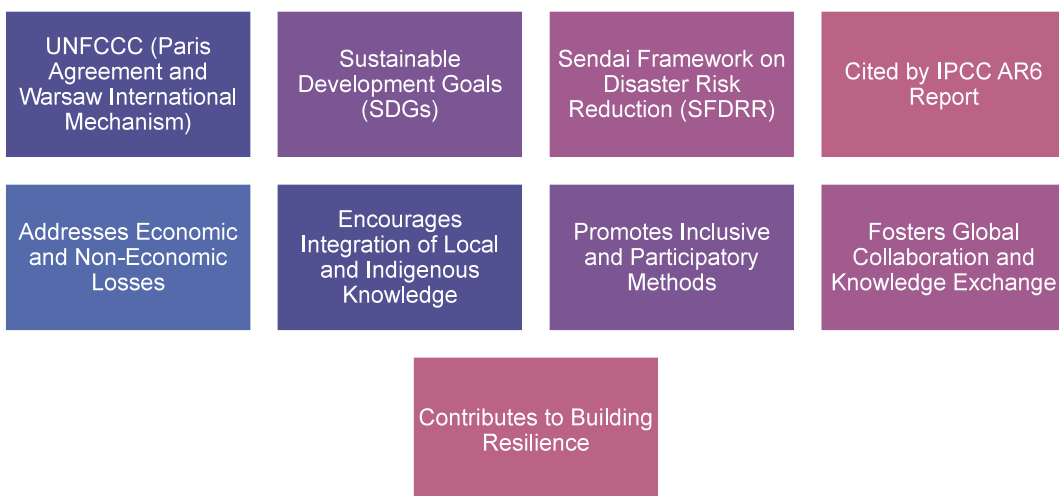 UNFCCC (Paris
Agreement and
Warsaw International
Mechanism)
Sustainable
Development Goals
(SDGs)
Sendai Framework on
Disaster Risk
Reduction (SFDRR)
Cited by IPCC AR6
Report
Addresses Economic
and Non-Economic
Losses
Encourages
Integration of Local
and Indigenous
Knowledge
Promotes Inclusive
and Participatory
Methods
Fosters Global
Collaboration and
Knowledge Exchange
Contributes to Building
Resilience